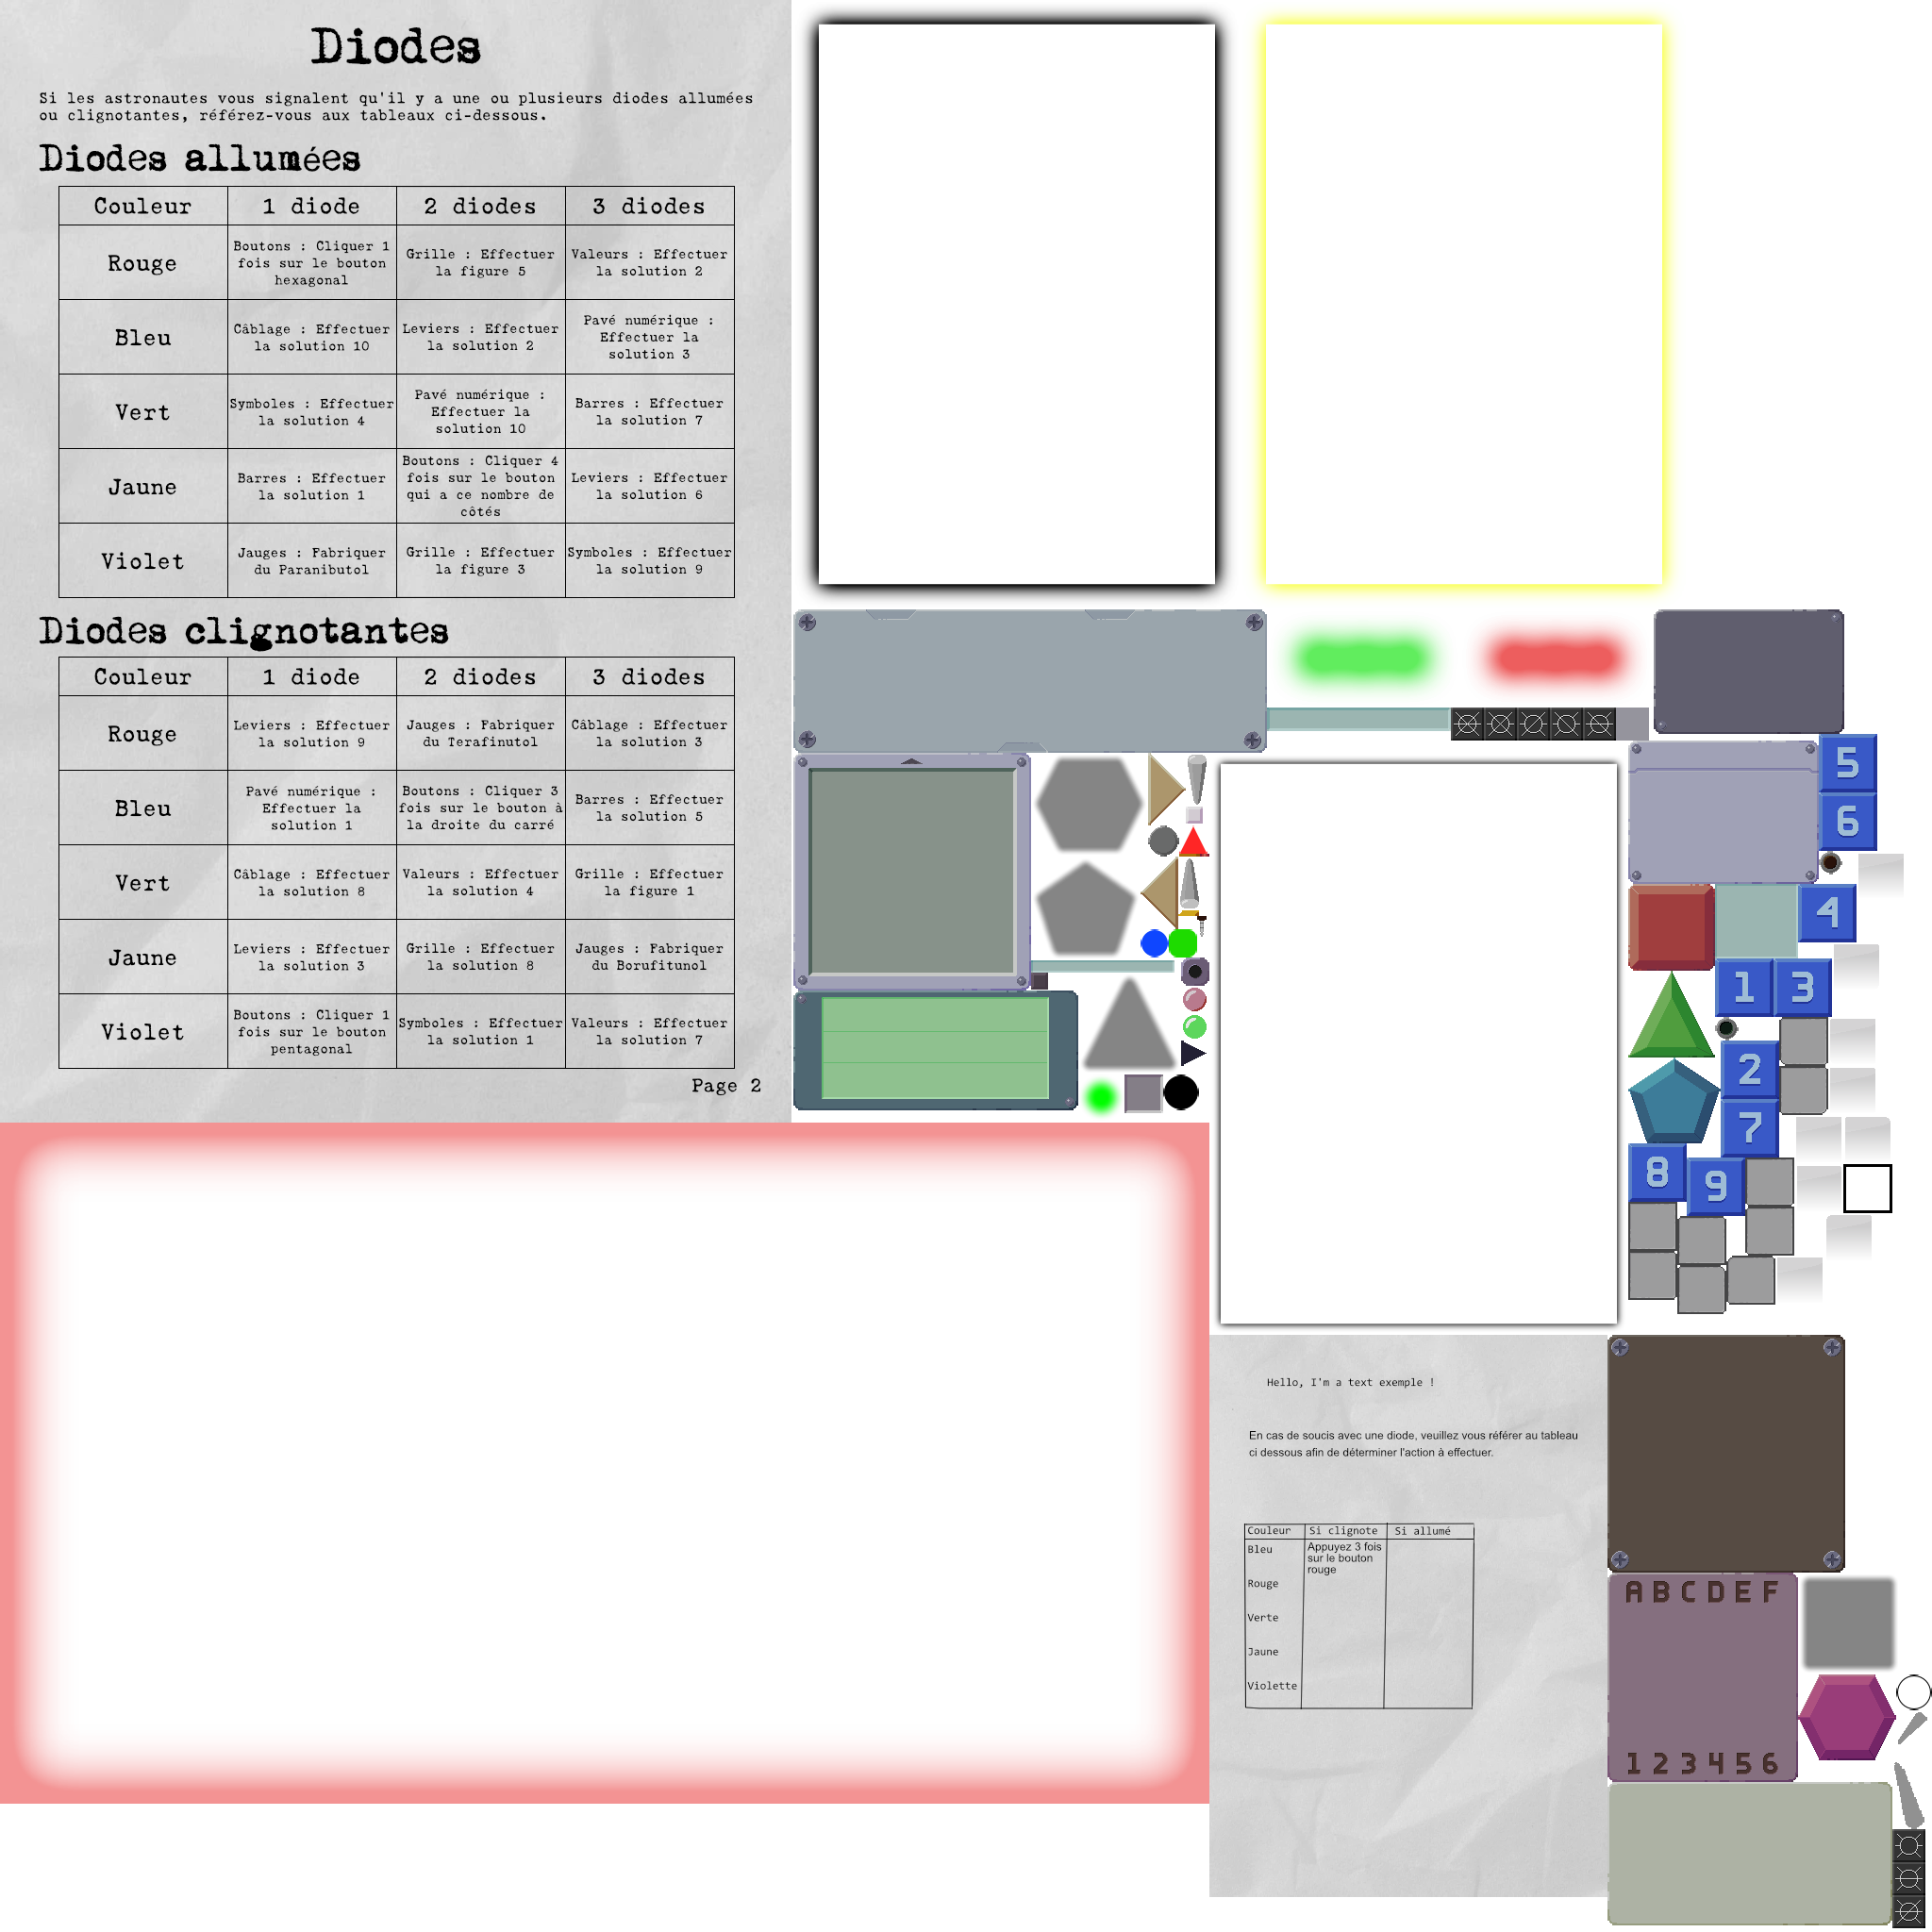 Diodes
Si les astronautes vous signalent qu'il y a une ou plusieurs diodes allumées
ou clignotantes, référez-vous aux tableaux ci-dessous.
Diodes allumées
Couleur 1 diode 2 diodes 3 diodes
Rouge
Boutons : Cliquer 1
fois sur le bouton
hexagonal
Grille : Effectuer
la figure 5
Valeurs : Effectuer
la solution 2
Bleu
Câblage : Effectuer
la solution 10
Leviers : Effectuer
la solution 2
Pavé numérique :
Effectuer la
solution 3
Vert
Symboles : Effectuer
la solution 4
Pavé numérique :
Effectuer la
solution 10
Barres : Effectuer
la solution 7
Jaune
Barres : Effectuer
la solution 1
Boutons : Cliquer 4
fois sur le bouton
qui a ce nombre de
côtés
Leviers : Effectuer
la solution 6
Violet
Jauges : Fabriquer
du Paranibutol
Grille : Effectuer
la figure 3
Symboles : Effectuer
la solution 9
Diodes clignotantes
Couleur 1 diode 2 diodes 3 diodes
Rouge
Leviers : Effectuer
la solution 9
Jauges : Fabriquer
du Terafinutol
Câblage : Effectuer
la solution 3
Bleu
Pavé numérique :
Effectuer la
solution 1
Boutons : Cliquer 3
fois sur le bouton à
la droite du carré
Barres : Effectuer
la solution 5
Vert
Câblage : Effectuer
la solution 8
Valeurs : Effectuer
la solution 4
Grille : Effectuer
la figure 1
Jaune
Leviers : Effectuer
la solution 3
Grille : Effectuer
la solution 8
Jauges : Fabriquer
du Borufitunol
Violet
Boutons : Cliquer 1
fois sur le bouton
pentagonal
Symboles : Effectuer
la solution 1
Valeurs : Effectuer
la solution 7
Page 2
5
6
4
1 3
2
7
8
9
Hello, I'm a text exemple !
En cas de soucis avec une diode, veuillez vous référer au tableau
ci dessous afin de déterminer l'action à effectuer.
Couleur Si clignote Si allumé
Bleu
Appuyez 3 fois
sur le bouton
rouge
Rouge
Verte
Jaune
Violette
A B C D E F
1 2 3 4 5 6